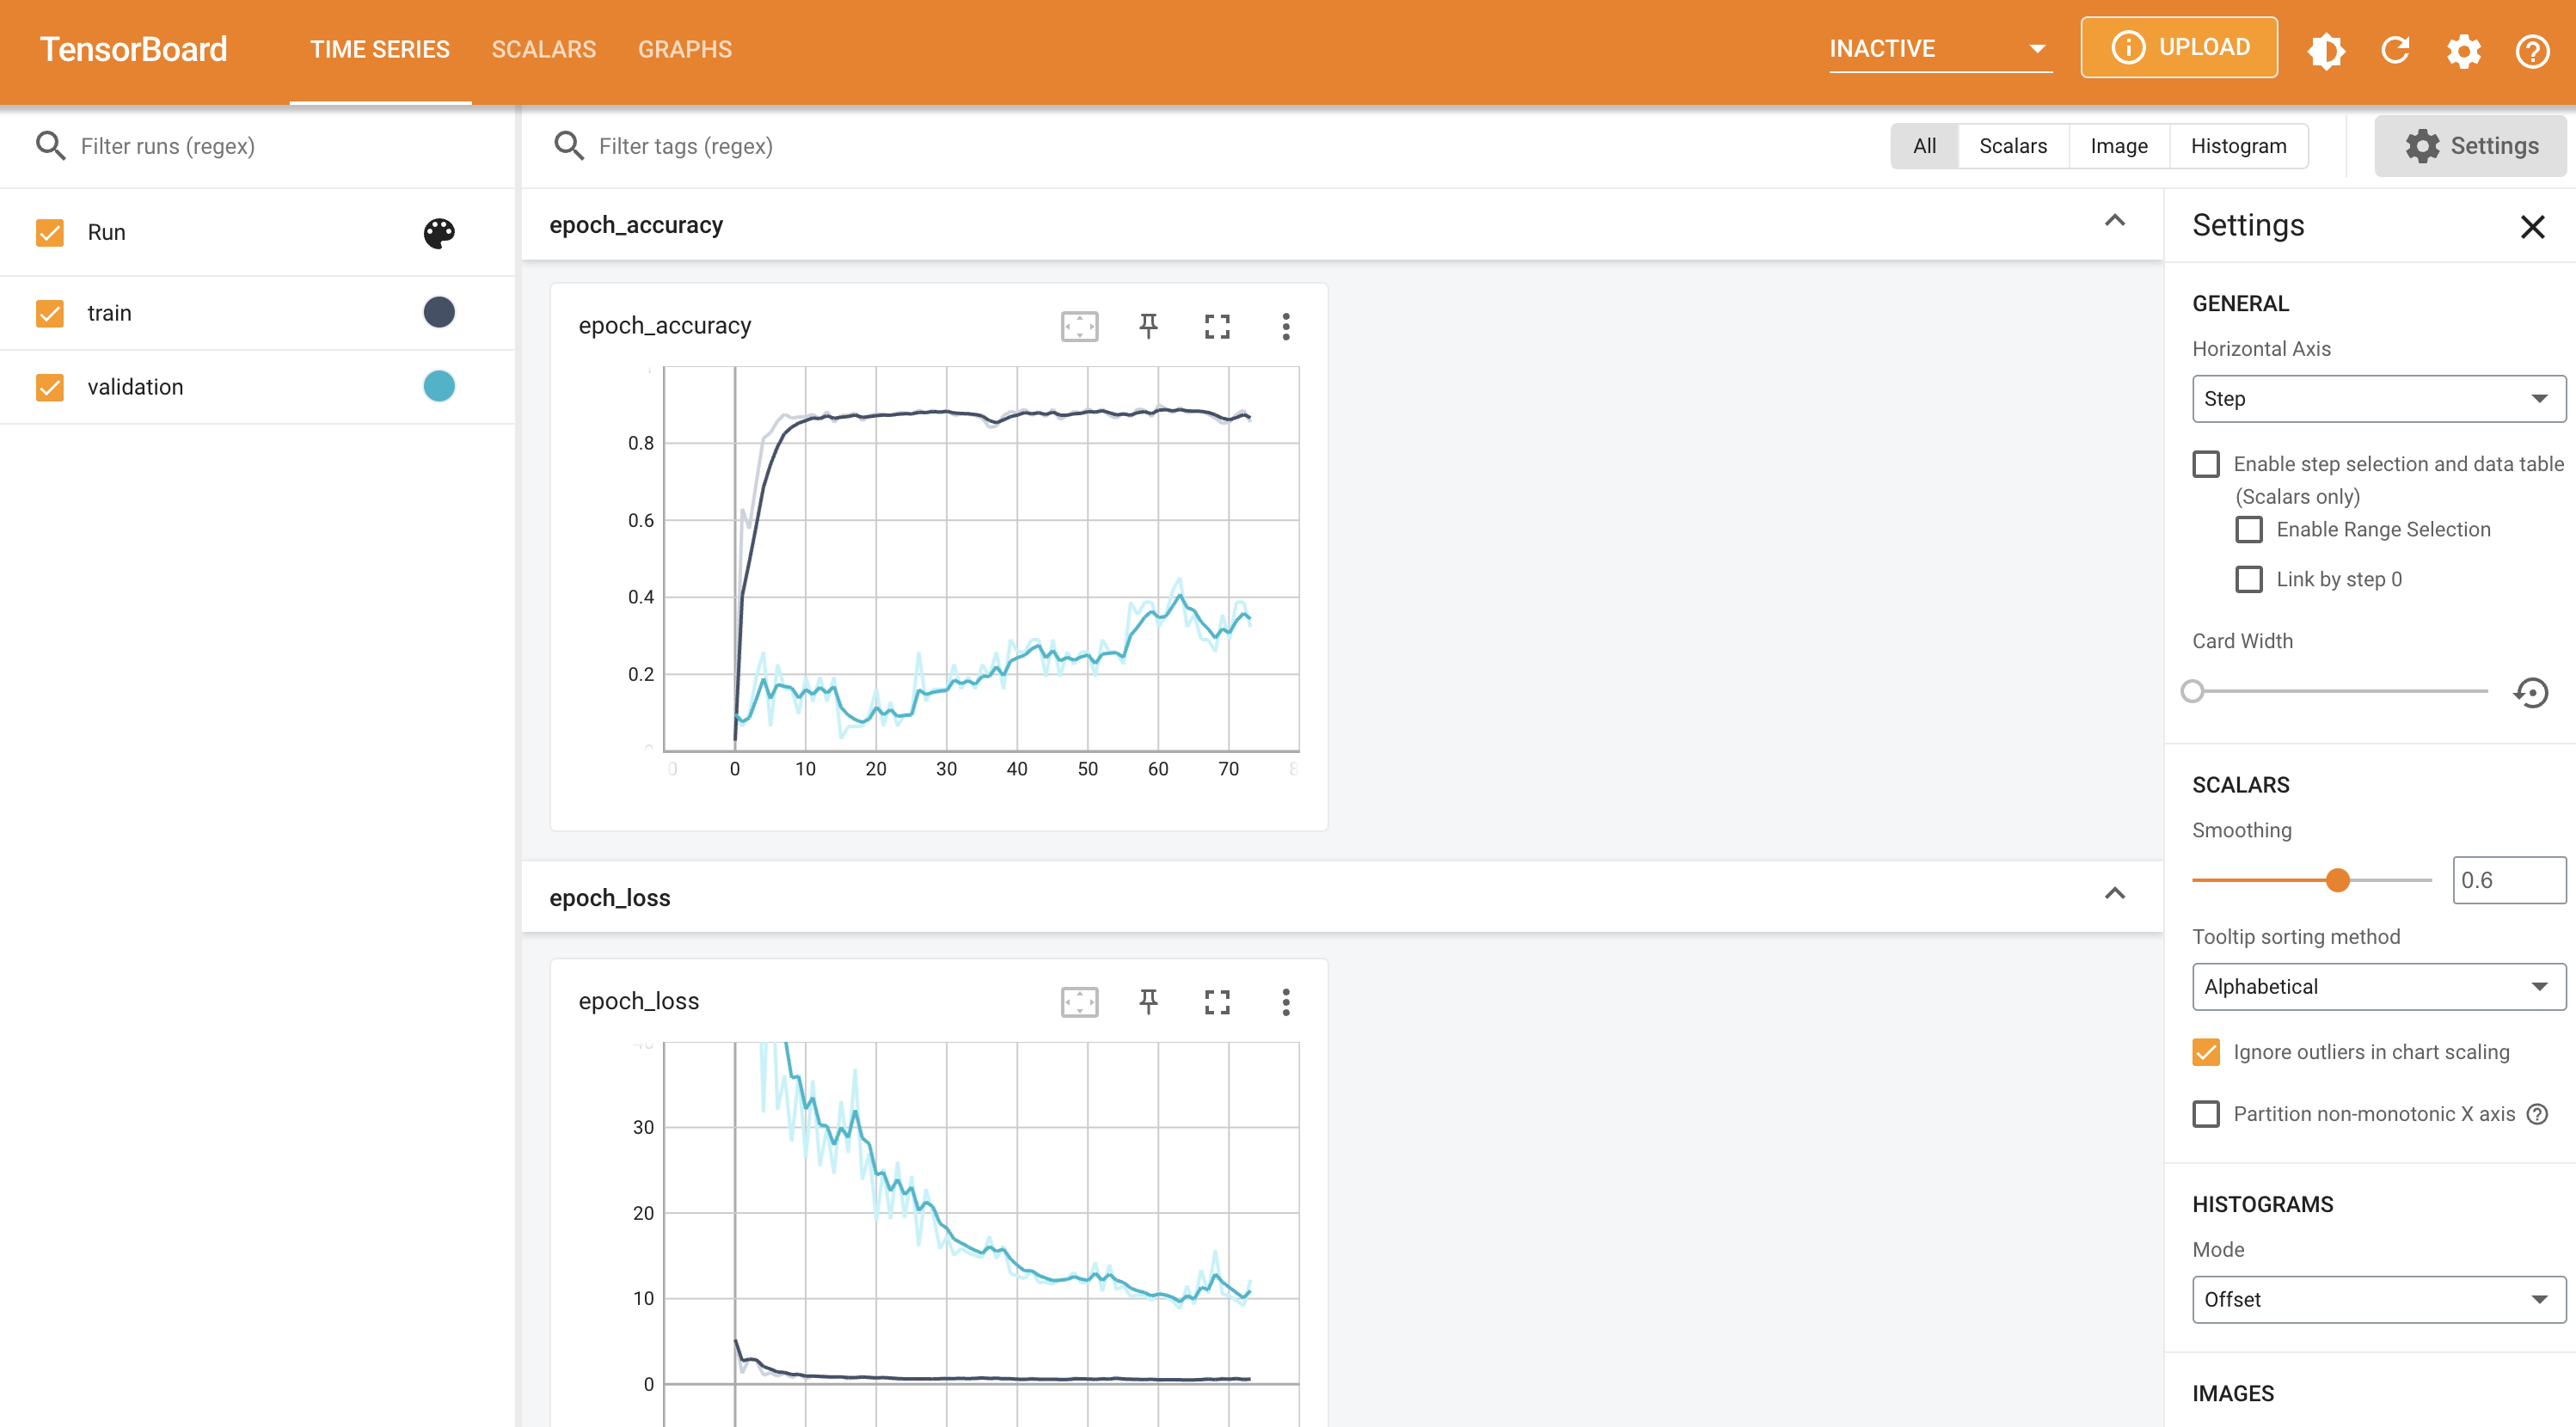 TensorBoard TIME SERIES SCALARS GRAPHS INACTIVE UPLOAD
Filter runs (regex)
Run
train
validation
Filter tags (regex)
All Scalars Image Histogram Settings
epoch_accuracy
epoch_accuracy
0.8
0.6
0.4
0.2
0 0 10 20 30 40 50 60 70 8
epoch_loss
epoch_loss
40
30
20
10
0
Settings
GENERAL
Horizontal Axis
Step
Enable step selection and data table
(Scalars only)
Enable Range Selection
Link by step 0
Card Width
SCALARS
Smoothing
0.6
Tooltip sorting method
Alphabetical
Ignore outliers in chart scaling
Partition non-monotonic X axis
HISTOGRAMS
Mode
Offset
IMAGES